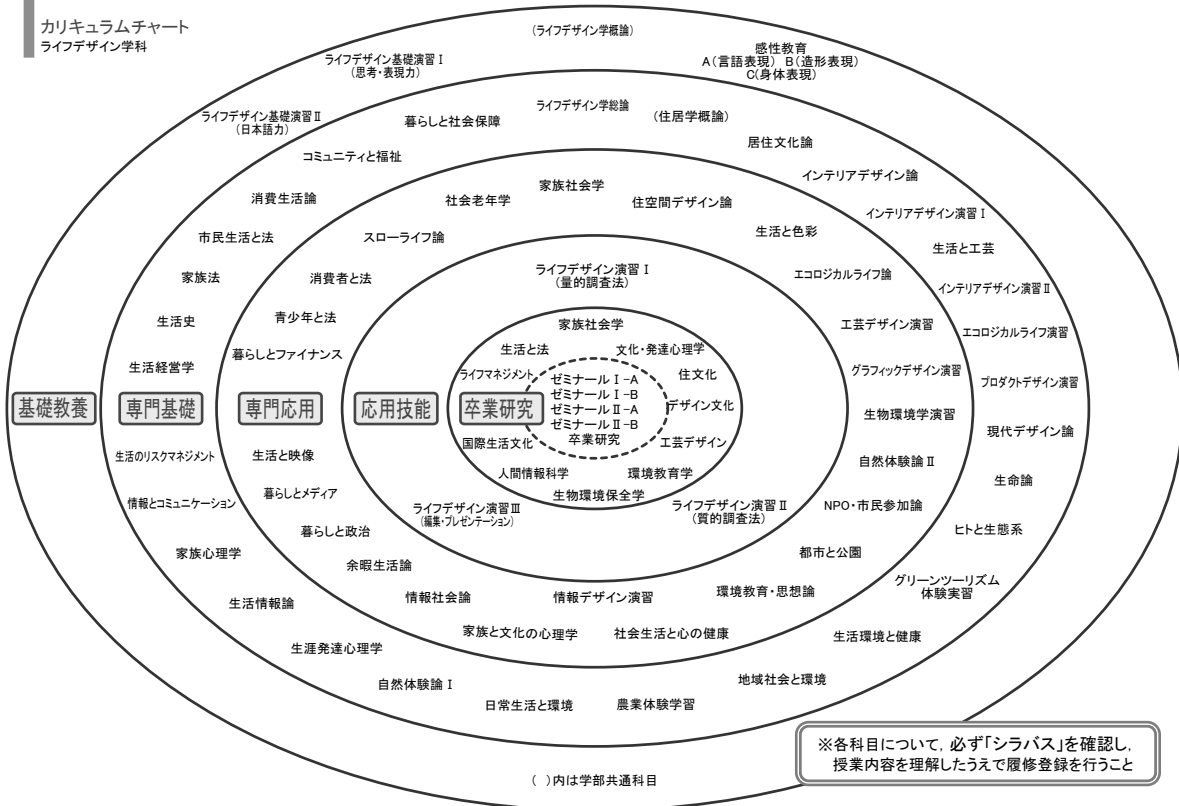 カリキュラムチャート
ライフデザイン学科
(ライフデザイン学概論)
ライフデザイン基礎演習Ⅰ
(思考・表現力)
感性教育
A(言語表現) B(造形表現)
C(身体表現)
ライフデザイン基礎演習Ⅱ
(日本語力)
ライフデザイン学総論
暮らしと社会保障
(住居学概論)
居住文化論
コミュニティと福祉
インテリアデザイン論
消費生活論
インテリアデザイン演習Ⅰ
市民生活と法
生活と工芸
家族法
インテリアデザイン演習Ⅱ
生活史
エコロジカルライフ演習
生活経営学
プロダクトデザイン演習
家族社会学
社会老年学
住空間デザイン論
スローライフ論
生活と色彩
消費者と法
エコロジカルライフ論
青少年と法
工芸デザイン演習
暮らしとファイナンス
グラフィックデザイン演習
ライフデザイン演習Ⅰ
(量的調査法)
家族社会学
生活と法
文化・発達心理学
ライフマネジメント
住文化
ゼミナールⅠ-A
ゼミナールⅠ-B
ゼミナールⅡ-A
ゼミナールⅡ-B
卒業研究
デザイン文化
基礎教養
専門基礎
専門応用
応用技能
卒業研究
国際生活文化
工芸デザイン
人間情報科学
環境教育学
生物環境保全学
生物環境学演習
現代デザイン論
生活のリスクマネジメント
生活と映像
自然体験論Ⅱ
生命論
情報とコミュニケーション
暮らしとメディア
ライフデザイン演習Ⅲ
(編集・プレゼンテーション)
ライフデザイン演習Ⅱ
(質的調査法)
NPO・市民参加論
ヒトと生態系
暮らしと政治
家族心理学
余暇生活論
都市と公園
グリーンツーリズム
体験実習
生活情報論
情報社会論
情報デザイン演習
環境教育・思想論
家族と文化の心理学
社会生活と心の健康
生活環境と健康
生涯発達心理学
自然体験論Ⅰ
地域社会と環境
日常生活と環境
農業体験学習
※各科目について，必ず「シラバス」を確認し，
授業内容を理解したうえで履修登録を行うこと
( )内は学部共通科目